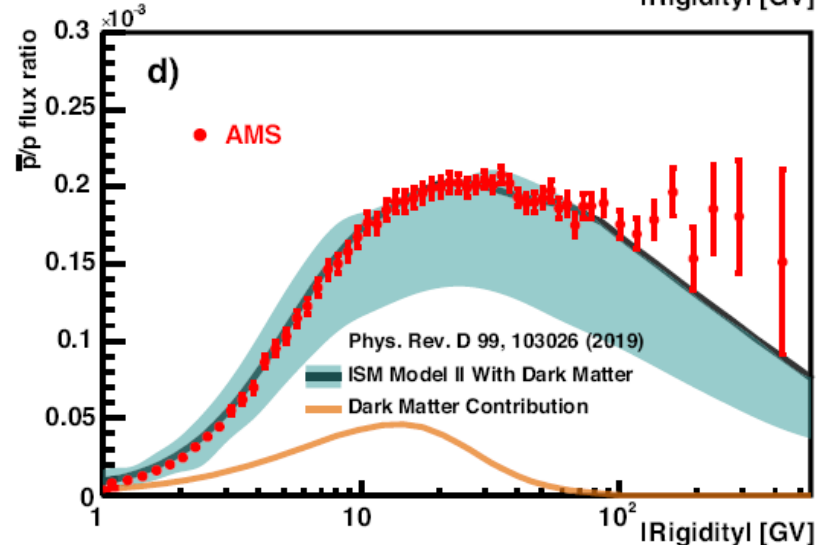 |Rigidity| [GV]
×10⁻³
0.3
d)
p̅/p flux ratio
0.25
AMS
0.2
0.15
0.1
Phys. Rev. D 99, 103026 (2019)
ISM Model II With Dark Matter
0.05
Dark Matter Contribution
0
1
10
10²
|Rigidity| [GV]